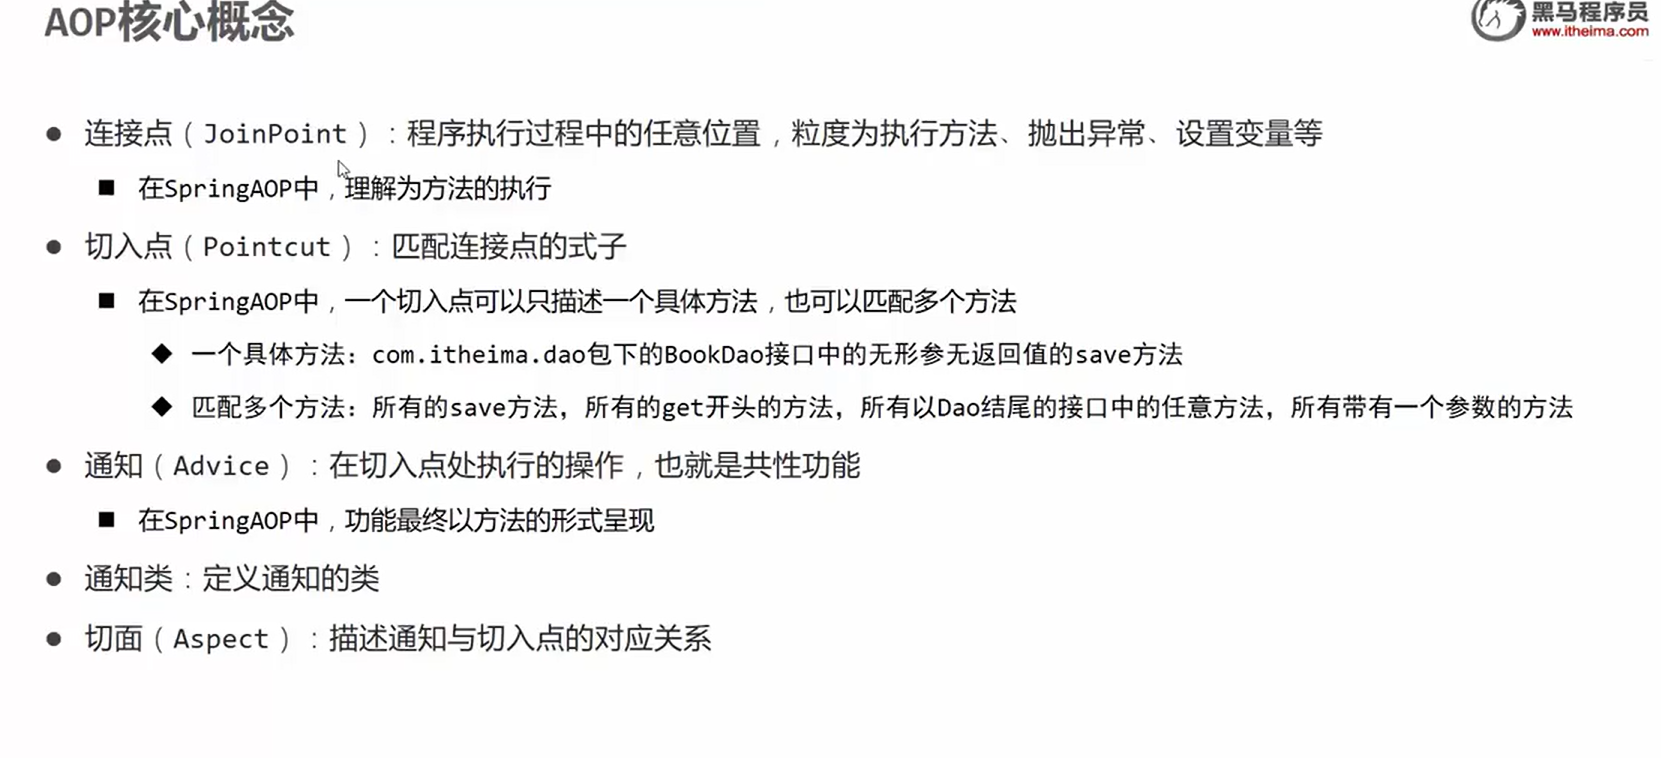 AOP核心概念
黑马程序员
www.itheima.com
● 连接点（JoinPoint）：程序执行过程中的任意位置，粒度为执行方法、抛出异常、设置变量等
■ 在SpringAOP中，理解为方法的执行
● 切入点（Pointcut）：匹配连接点的式子
■ 在SpringAOP中，一个切入点可以只描述一个具体方法，也可以匹配多个方法
◆ 一个具体方法：com.itheima.dao包下的BookDao接口中的无形参无返回值的save方法
◆ 匹配多个方法：所有的save方法，所有的get开头的方法，所有以Dao结尾的接口中的任意方法，所有带有一个参数的方法
● 通知（Advice）：在切入点处执行的操作，也就是共性功能
■ 在SpringAOP中，功能最终以方法的形式呈现
● 通知类：定义通知的类
● 切面（Aspect）：描述通知与切入点的对应关系